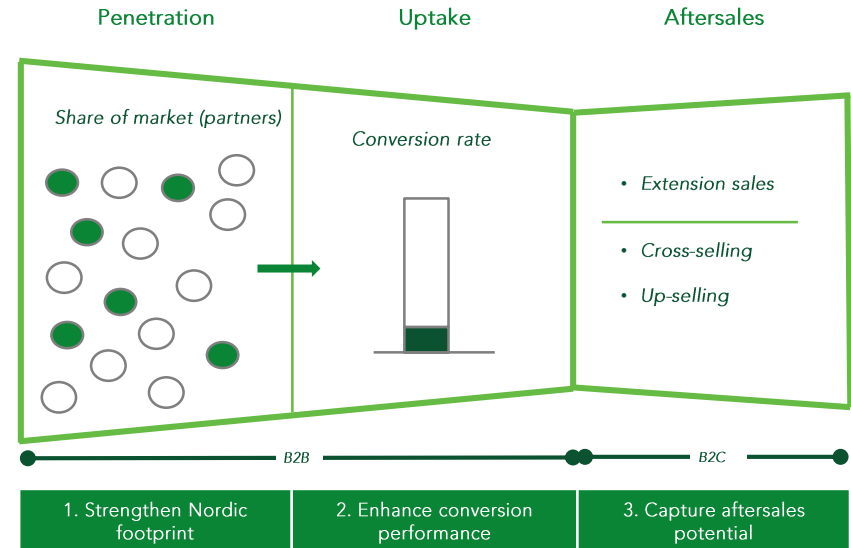 Penetration
Uptake
Aftersales
Share of market (partners)
Conversion rate
• Extension sales
• Cross-selling
• Up-selling
B2B
B2C
1. Strengthen Nordic
footprint
2. Enhance conversion
performance
3. Capture aftersales
potential